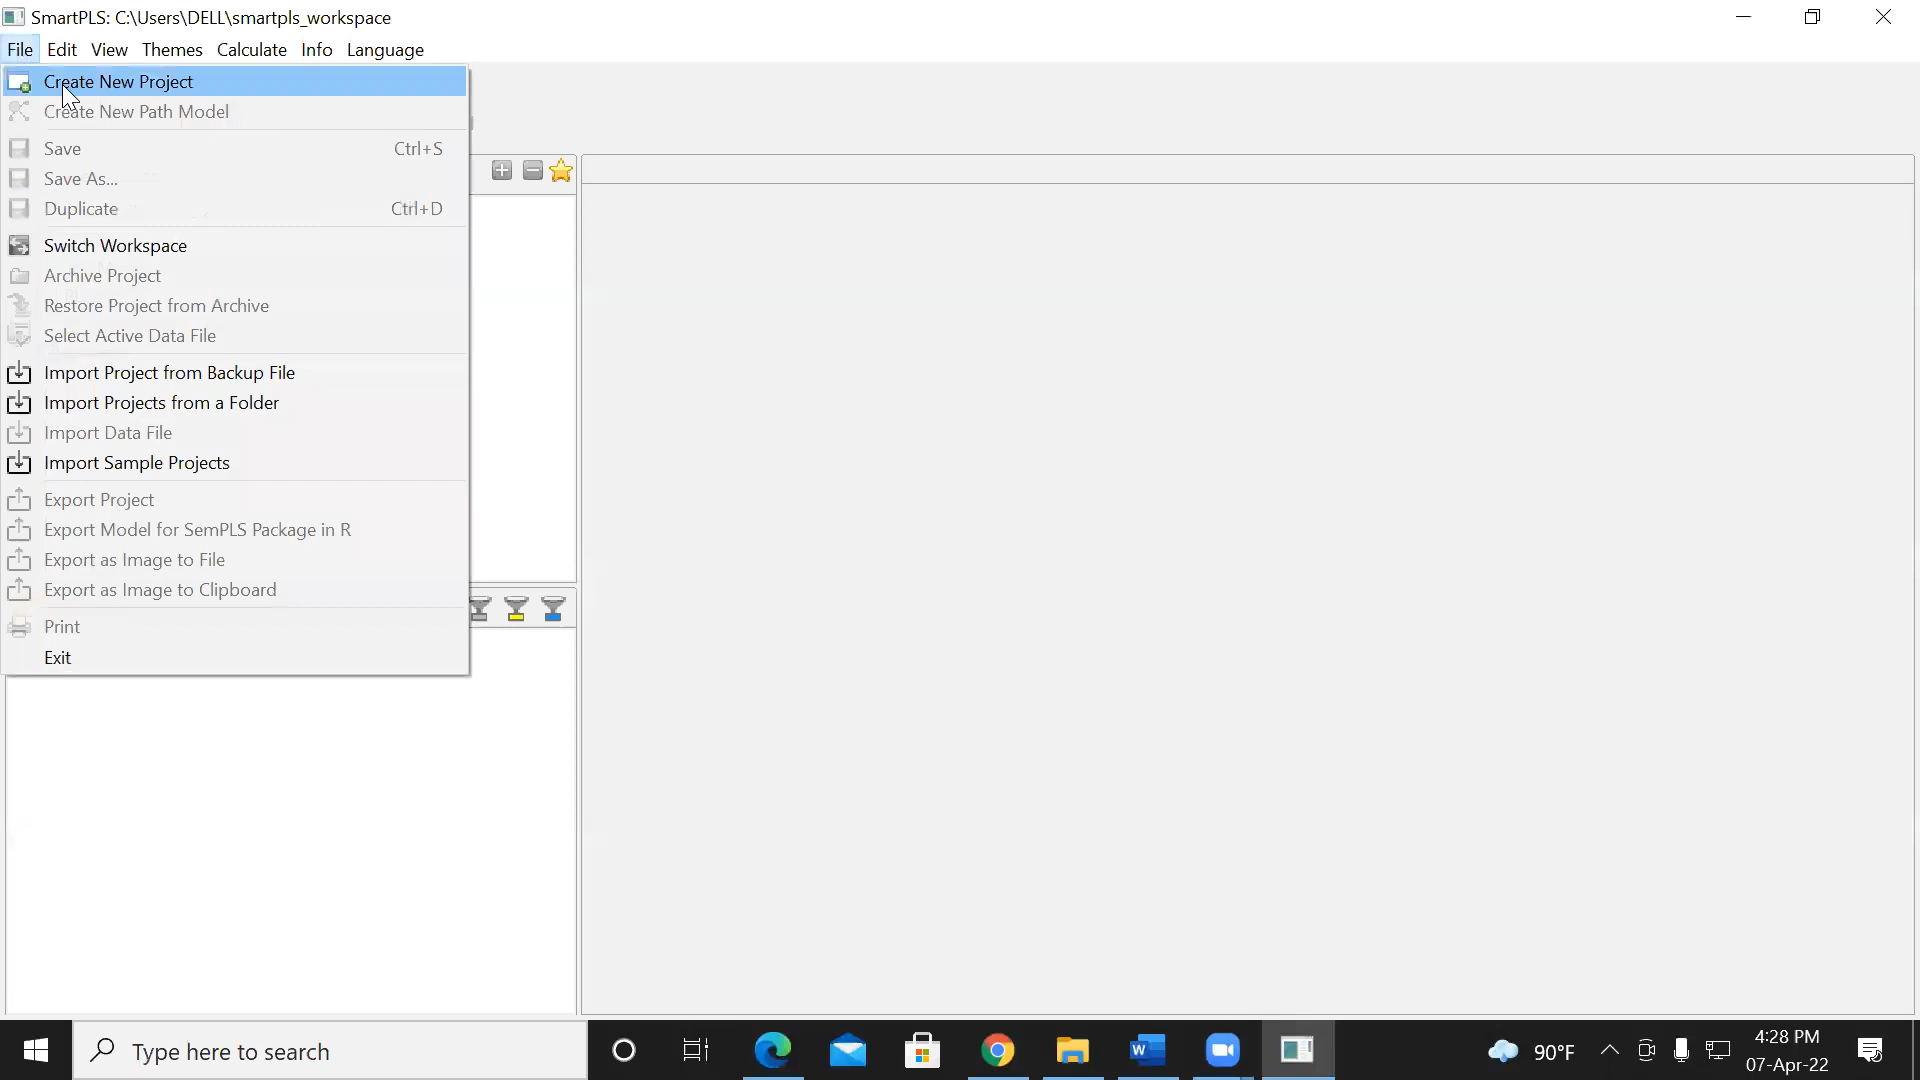 SmartPLS: C:\Users\DELL\smartpls_workspace
File Edit View Themes Calculate Info Language
Create New Project
Create New Path Model
Save Ctrl+S
Save As...
Duplicate Ctrl+D
Switch Workspace
Archive Project
Restore Project from Archive
Select Active Data File
Import Project from Backup File
Import Projects from a Folder
Import Data File
Import Sample Projects
Export Project
Export Model for SemPLS Package in R
Export as Image to File
Export as Image to Clipboard
Print
Exit
Type here to search
W
90°F
4:28 PM
07-Apr-22